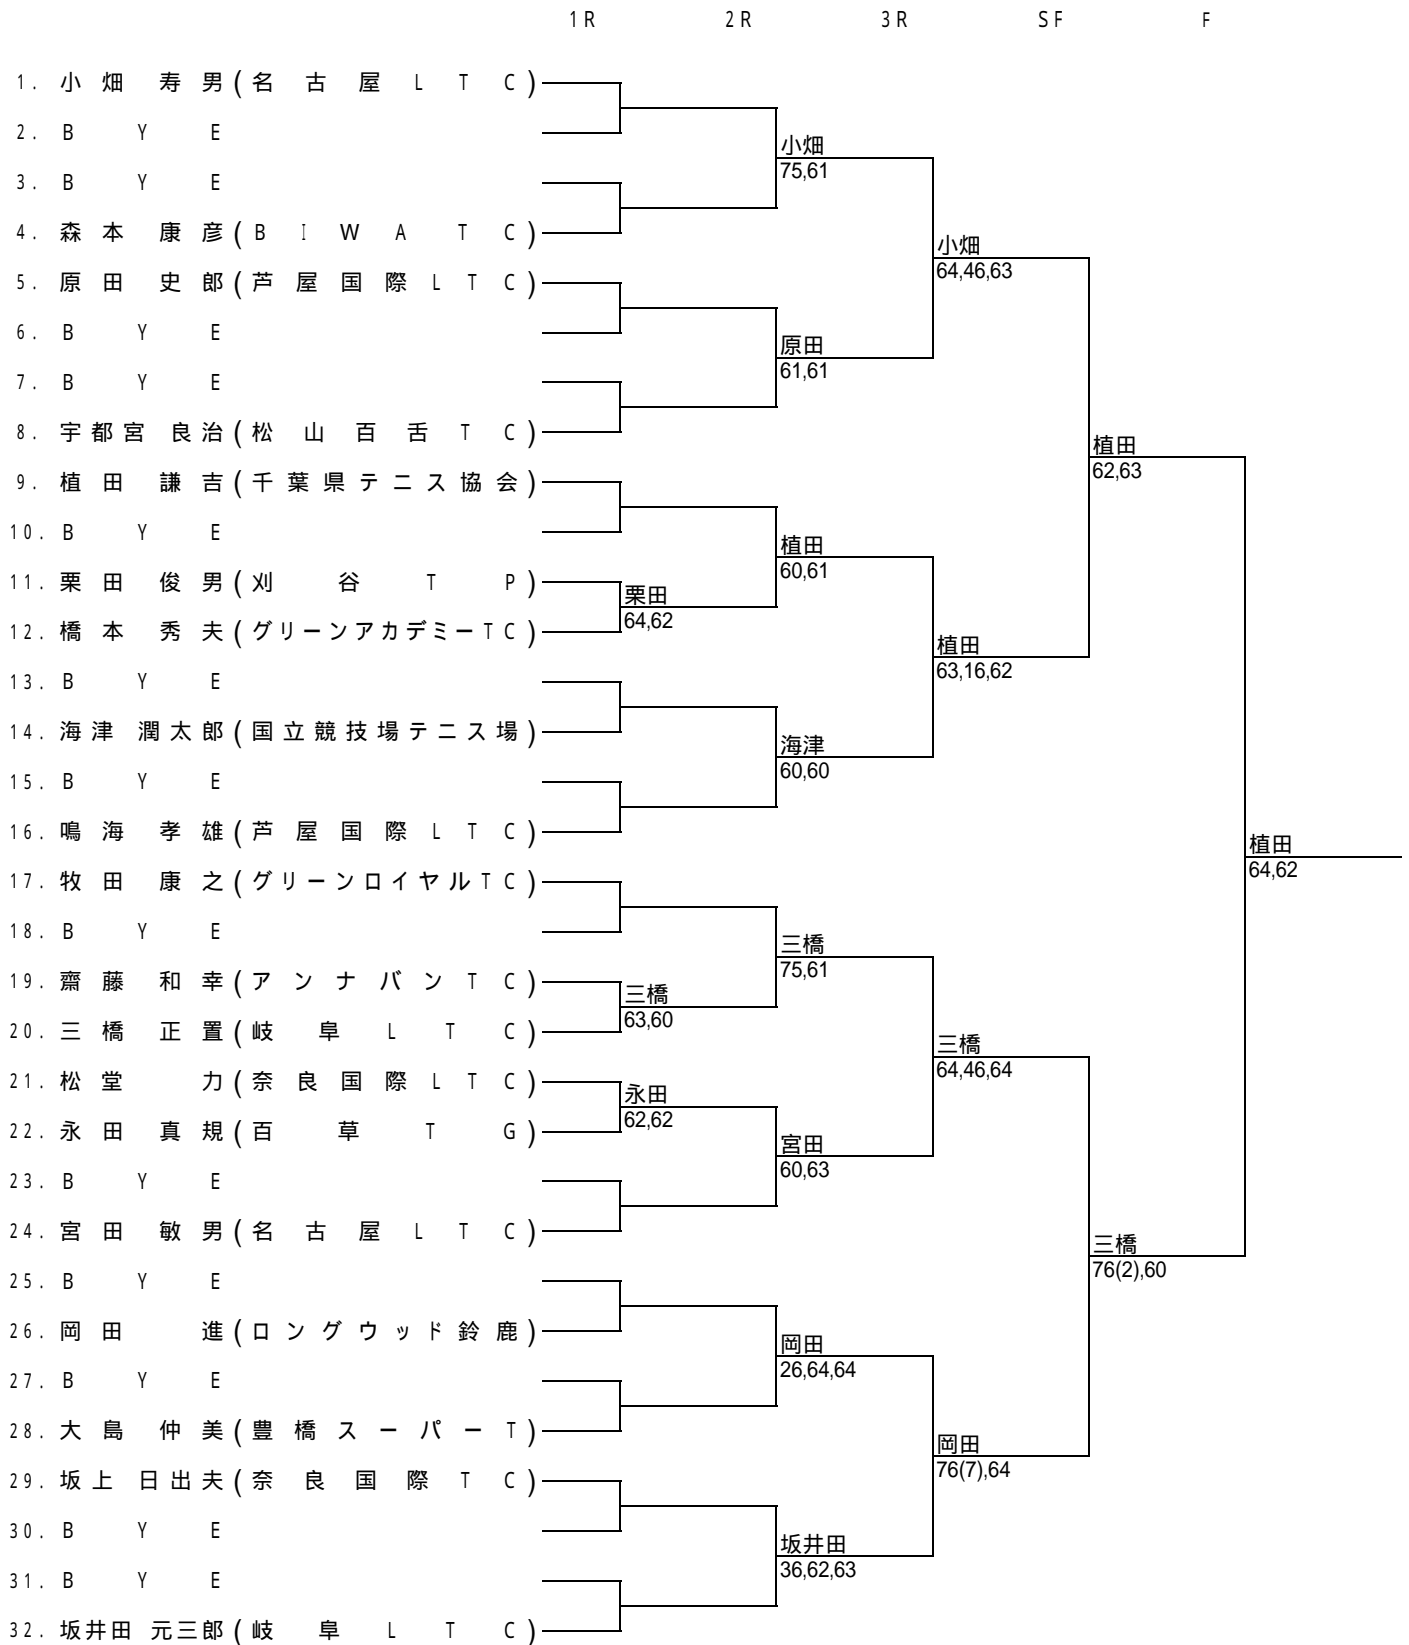 1R 2R 3R SF F
1. 小畑 寿男(名古屋LTC)
2. BYE
小畑
75,61
3. BYE
4. 森本 康彦(BIWA TC)
小畑
64,46,63
5. 原田 史郎(芦屋国際LTC)
6. BYE
原田
61,61
7. BYE
8. 宇都宮 良治(松山百舌TC)
植田
62,63
9. 植田 謙吉(千葉県テニス協会)
10. BYE
植田
60,61
11. 栗田 俊男(刈谷TP)
栗田
64,62
12. 橋本 秀夫(グリーンアカデミーTC)
植田
63,16,62
13. BYE
14. 海津 潤太郎(国立競技場テニス場)
海津
60,60
15. BYE
16. 鳴海 孝雄(芦屋国際LTC)
植田
64,62
17. 牧田 康之(グリーンロイヤルTC)
18. BYE
三橋
75,61
19. 齋藤 和幸(アンナバンTC)
三橋
63,60
20. 三橋 正置(岐阜LTC)
三橋
64,46,64
21. 松堂 力(奈良国際LTC)
永田
62,62
22. 永田 真規(百草TG)
宮田
60,63
23. BYE
24. 宮田 敏男(名古屋LTC)
三橋
76(2),60
25. BYE
26. 岡田 進(ロングウッド鈴鹿)
岡田
26,64,64
27. BYE
28. 大島 仲美(豊橋スーパーT)
岡田
76(7),64
29. 坂上 日出夫(奈良国際TC)
30. BYE
坂井田
36,62,63
31. BYE
32. 坂井田 元三郎(岐阜LTC)